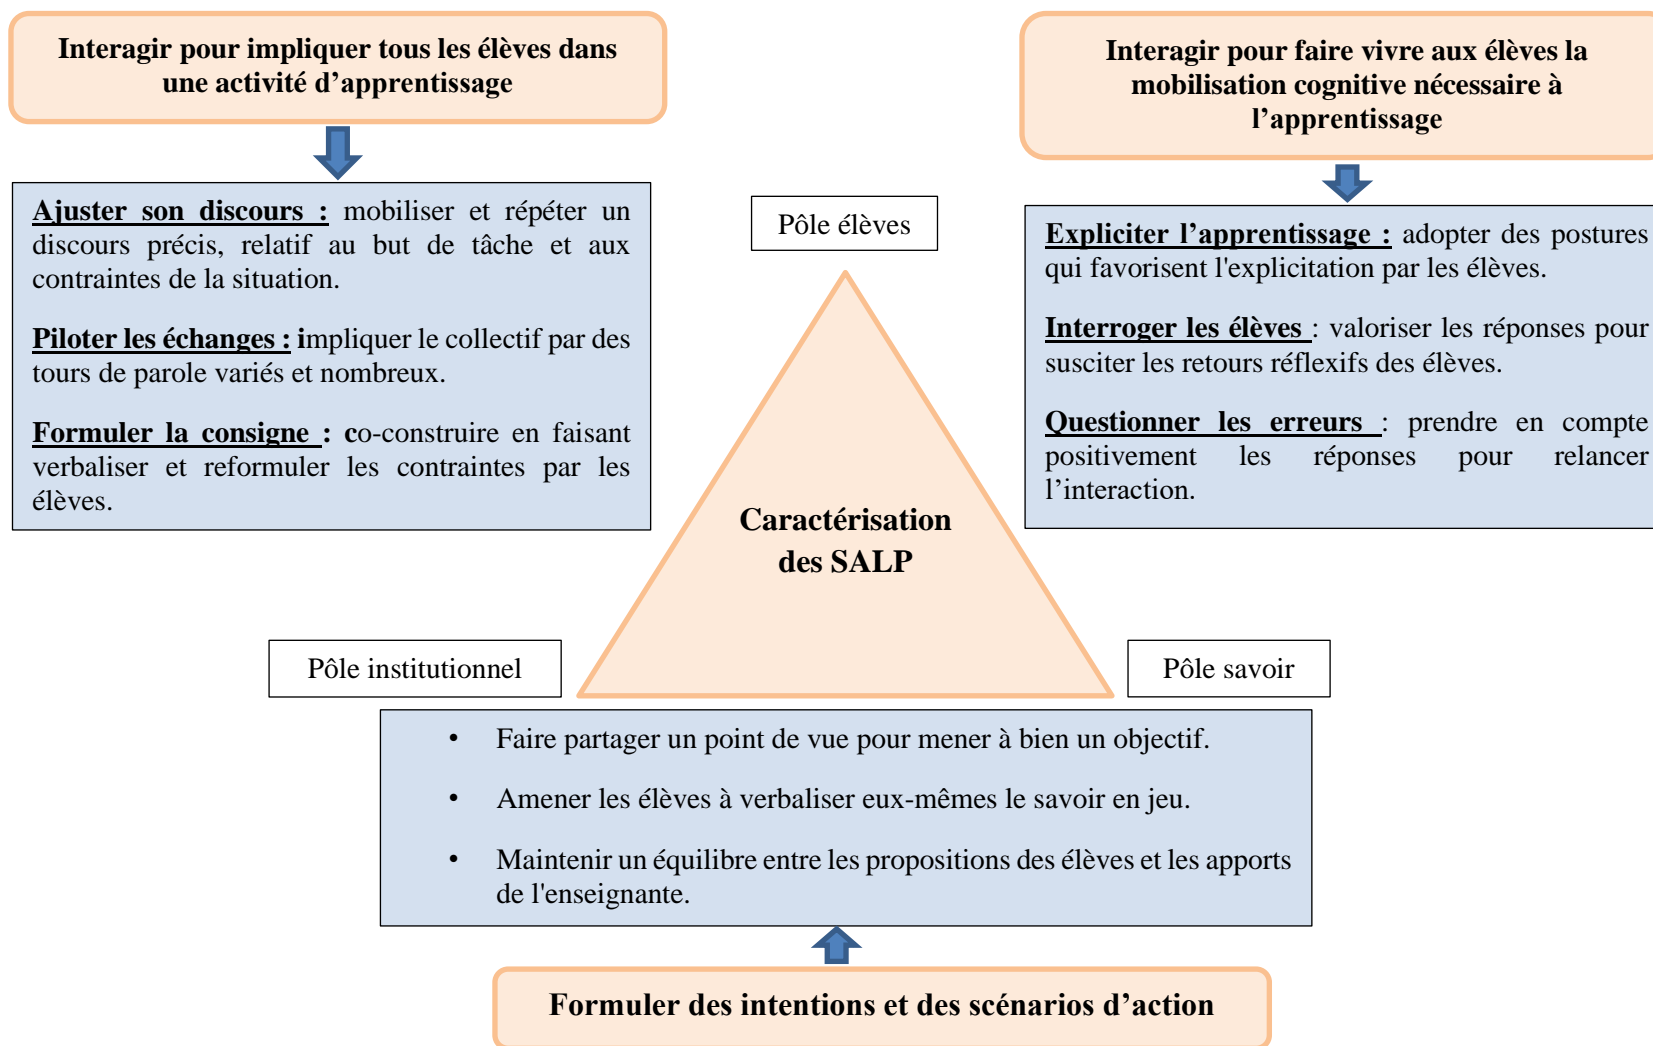 Interagir pour impliquer tous les élèves dans
une activité d’apprentissage
Interagir pour faire vivre aux élèves la
mobilisation cognitive nécessaire à
l’apprentissage
Ajuster son discours : mobiliser et répéter un
discours précis, relatif au but de tâche et aux
contraintes de la situation.
Piloter les échanges : impliquer le collectif par des
tours de parole variés et nombreux.
Formuler la consigne : co-construire en faisant
verbaliser et reformuler les contraintes par les
élèves.
Pôle élèves
Expliciter l’apprentissage : adopter des postures
qui favorisent l'explicitation par les élèves.
Interroger les élèves : valoriser les réponses pour
susciter les retours réflexifs des élèves.
Questionner les erreurs : prendre en compte
positivement les réponses pour relancer
l’interaction.
Caractérisation
des SALP
Pôle institutionnel
Pôle savoir
• Faire partager un point de vue pour mener à bien un objectif.
• Amener les élèves à verbaliser eux-mêmes le savoir en jeu.
• Maintenir un équilibre entre les propositions des élèves et les apports
de l'enseignante.
Formuler des intentions et des scénarios d’action